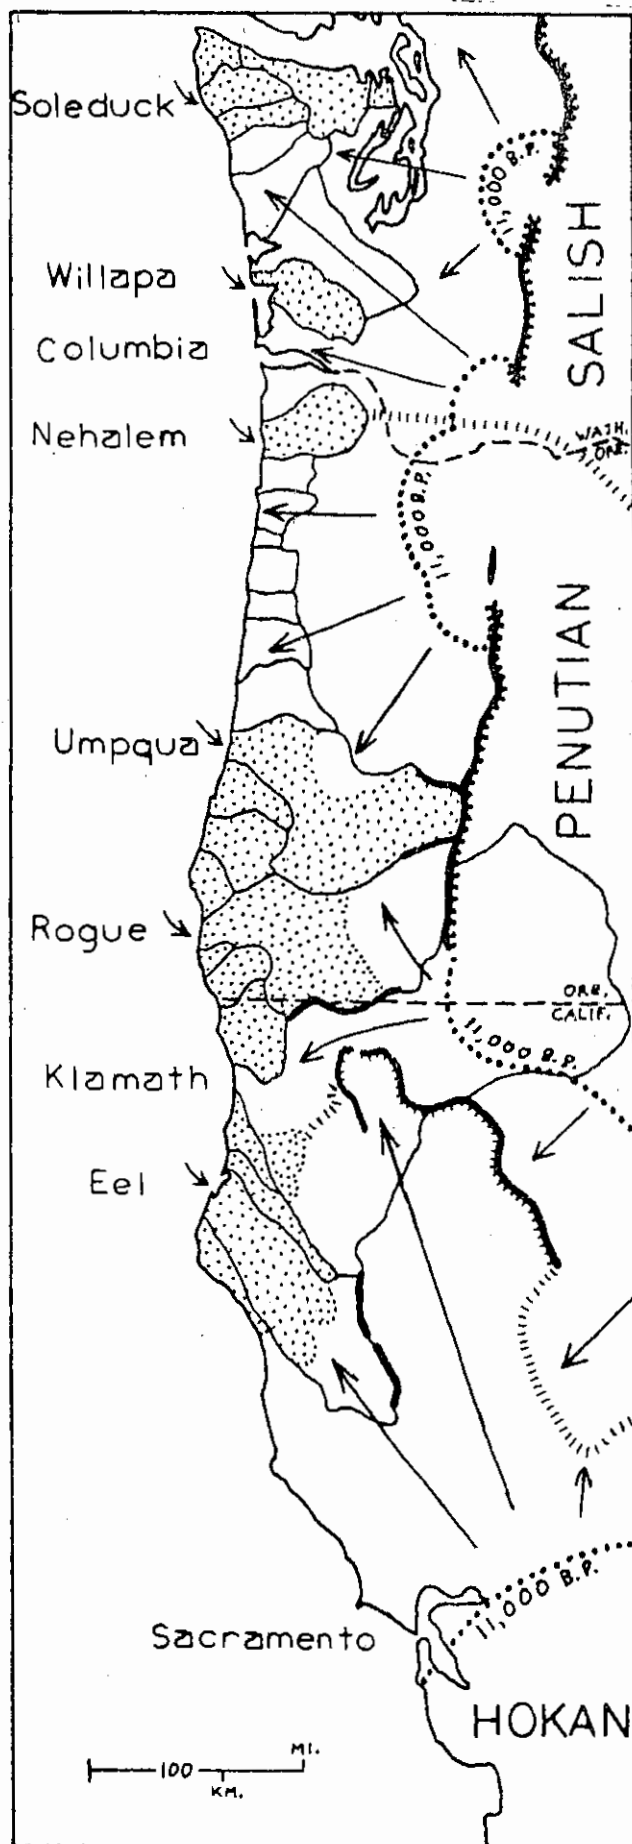 Soleduck
11,000 B.P.
SALISH
Willapa
Columbia
Nehalem
WASH.
ORE.
11,000 B.P.
PENUTIAN
Umpqua
Rogue
ORE.
CALIF.
11,000 B.P.
Klamath
Eel
11,000 B.P.
Sacramento
HOKAN
MI.
100
KM.